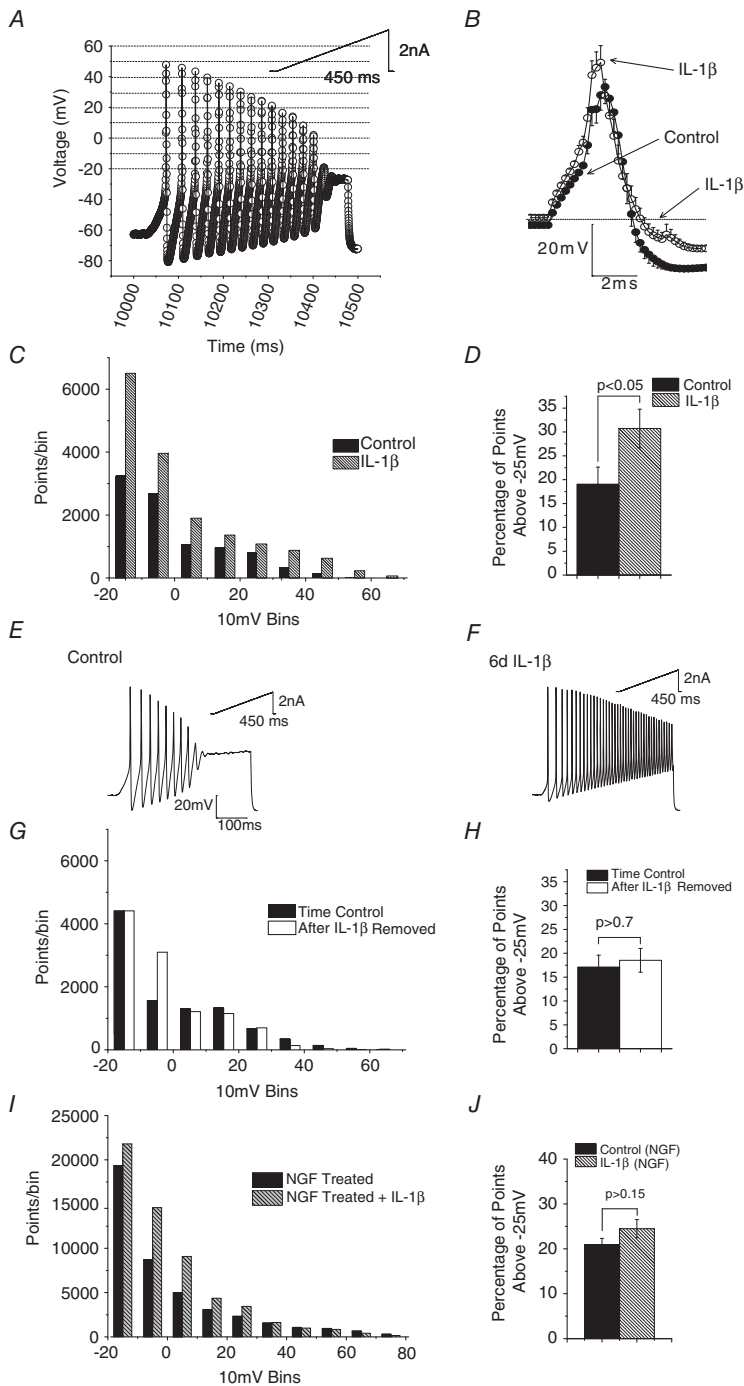 A
60
40
20
0
-20
-40
-60
-80
Voltage (mV)
2nA
450 ms
10000
10100
10200
10300
10400
10500
Time (ms)
B
IL-1β
Control
IL-1β
20mV
2ms
C
6000
4000
2000
0
Points/bin
Control
IL-1β
-20
0
20
40
60
10mV Bins
D
p<0.05
Control
IL-1β
35
30
25
20
15
10
5
0
Percentage of Points
Above -25mV
E
Control
2nA
450 ms
20mV
100ms
F
6d IL-1β
2nA
450 ms
G
6000
4000
2000
0
Points/bin
Time Control
After IL-1β Removed
-20
0
20
40
60
10mV Bins
H
Time Control
After IL-1β Removed
p>0.7
35
30
25
20
15
10
5
0
Percentage of Points
Above -25mV
I
25000
20000
15000
10000
5000
0
Points/bin
NGF Treated
NGF Treated + IL-1β
-20
0
20
40
60
80
10mV Bins
J
Control (NGF)
IL-1β (NGF)
p>0.15
40
30
20
10
0
Percentage of Points
Above -25mV